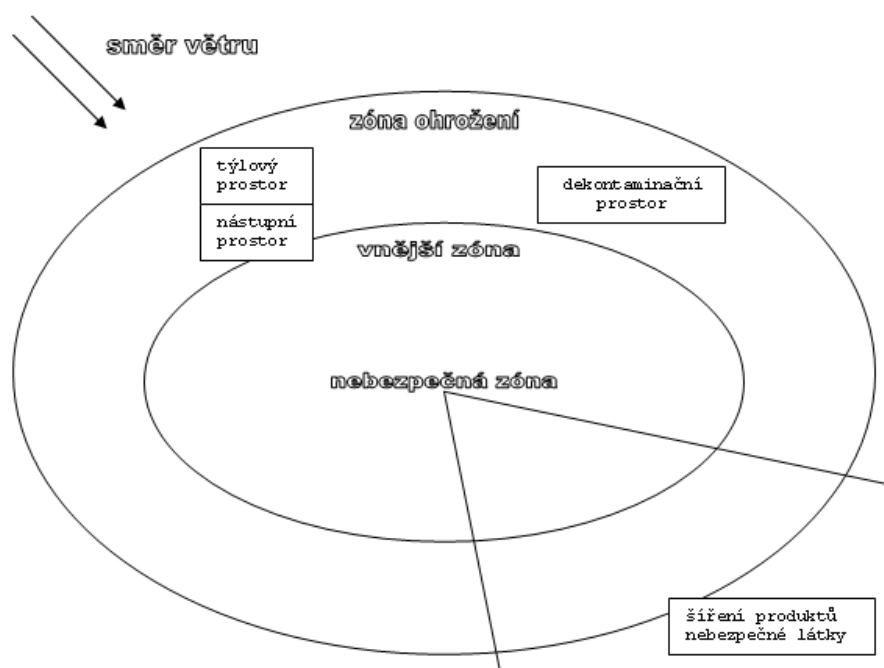 směr větru
zóna ohrožení
týlový
prostor
dekontaminační
prostor
nástupní
prostor
vnější zóna
nebezpečná zóna
šíření produktů
nebezpečné látky